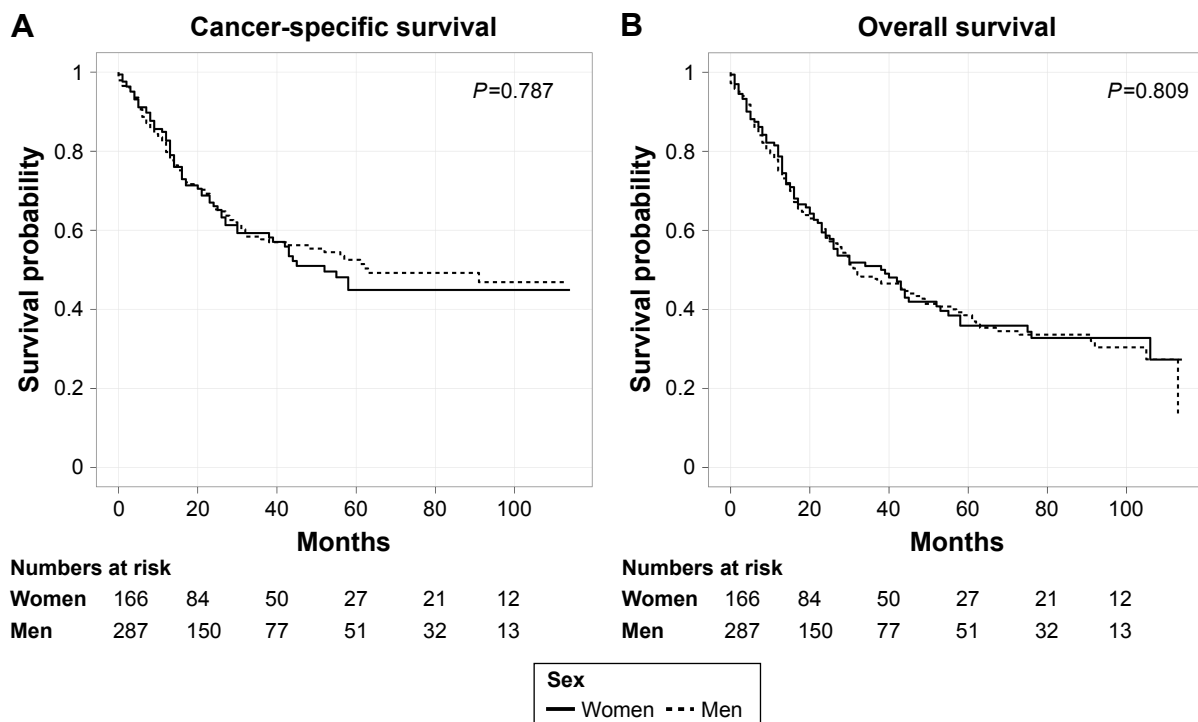 A Cancer-specific survival
P=0.787
Survival probability
1
0.8
0.6
0.4
0.2
0
0 20 40 60 80 100
Months
Numbers at risk
Women 166 84 50 27 21 12
Men 287 150 77 51 32 13
B Overall survival
P=0.809
Survival probability
1
0.8
0.6
0.4
0.2
0
0 20 40 60 80 100
Months
Numbers at risk
Women 166 84 50 27 21 12
Men 287 150 77 51 32 13
Sex
Women Men